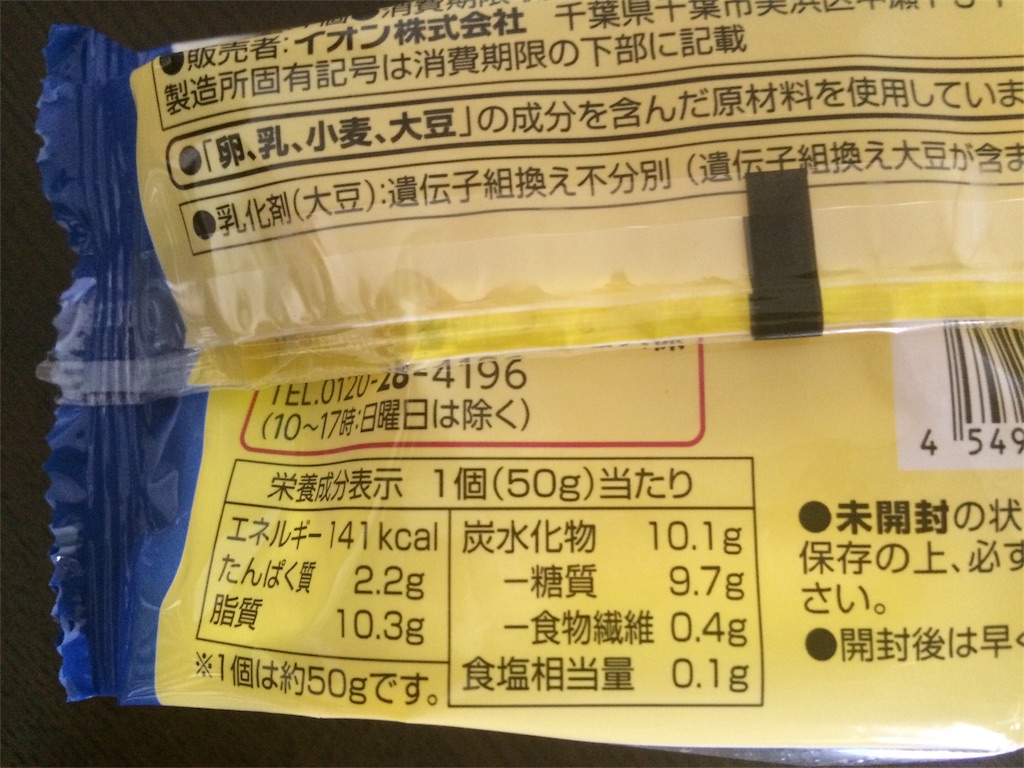 消費期限
●販売者:イオン株式会社 千葉県千葉市美浜区中瀬
製造所固有記号は消費期限の下部に記載
●「卵、乳、小麦、大豆」の成分を含んだ原材料を使用していま
●乳化剤(大豆):遺伝子組換え不分別(遺伝子組換え大豆が含ま
TEL.0120-28-4196
(10～17時:日曜日は除く)
栄養成分表示 1個(50g)当たり
エネルギー 141kcal
たんぱく質 2.2g
脂質 10.3g
炭水化物 10.1g
－糖質 9.7g
－食物繊維 0.4g
食塩相当量 0.1g
※1個は約50gです。
4 549
●未開封の状
保存の上、必ず
さい。
●開封後は早く